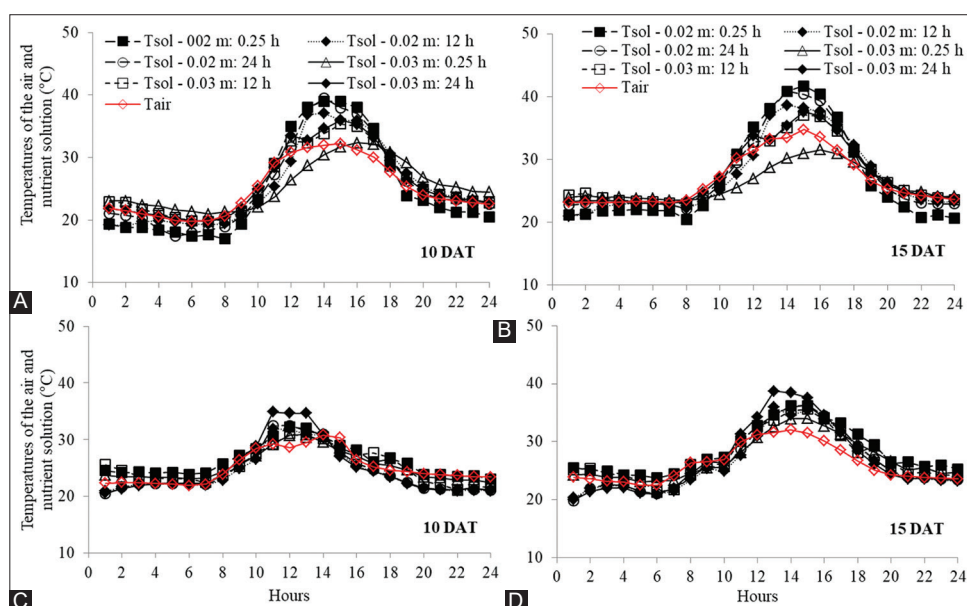 Temperatures of the air and
nutrient solution (°C)
50
40
30
20
10
Tsol - 002 m: 0.25 h
Tsol - 0.02 m: 12 h
Tsol - 0.02 m: 24 h
Tsol - 0.03 m: 0.25 h
Tsol - 0.03 m: 12 h
Tsol - 0.03 m: 24 h
Tair
10 DAT
0 2 4 6 8 10 12 14 16 18 20 22 24
A
50
40
30
20
10
Tsol - 0.02 m: 0.25 h
Tsol - 0.02 m: 12 h
Tsol - 0.02 m: 24 h
Tsol - 0.03 m: 0.25 h
Tsol - 0.03 m: 12 h
Tsol - 0.03 m: 24 h
Tair
15 DAT
0 2 4 6 8 10 12 14 16 18 20 22 24
B
Temperatures of the air and
nutrient solution (°C)
50
40
30
20
10
10 DAT
0 2 4 6 8 10 12 14 16 18 20 22 24
Hours
C
50
40
30
20
10
15 DAT
0 2 4 6 8 10 12 14 16 18 20 22 24
Hours
D